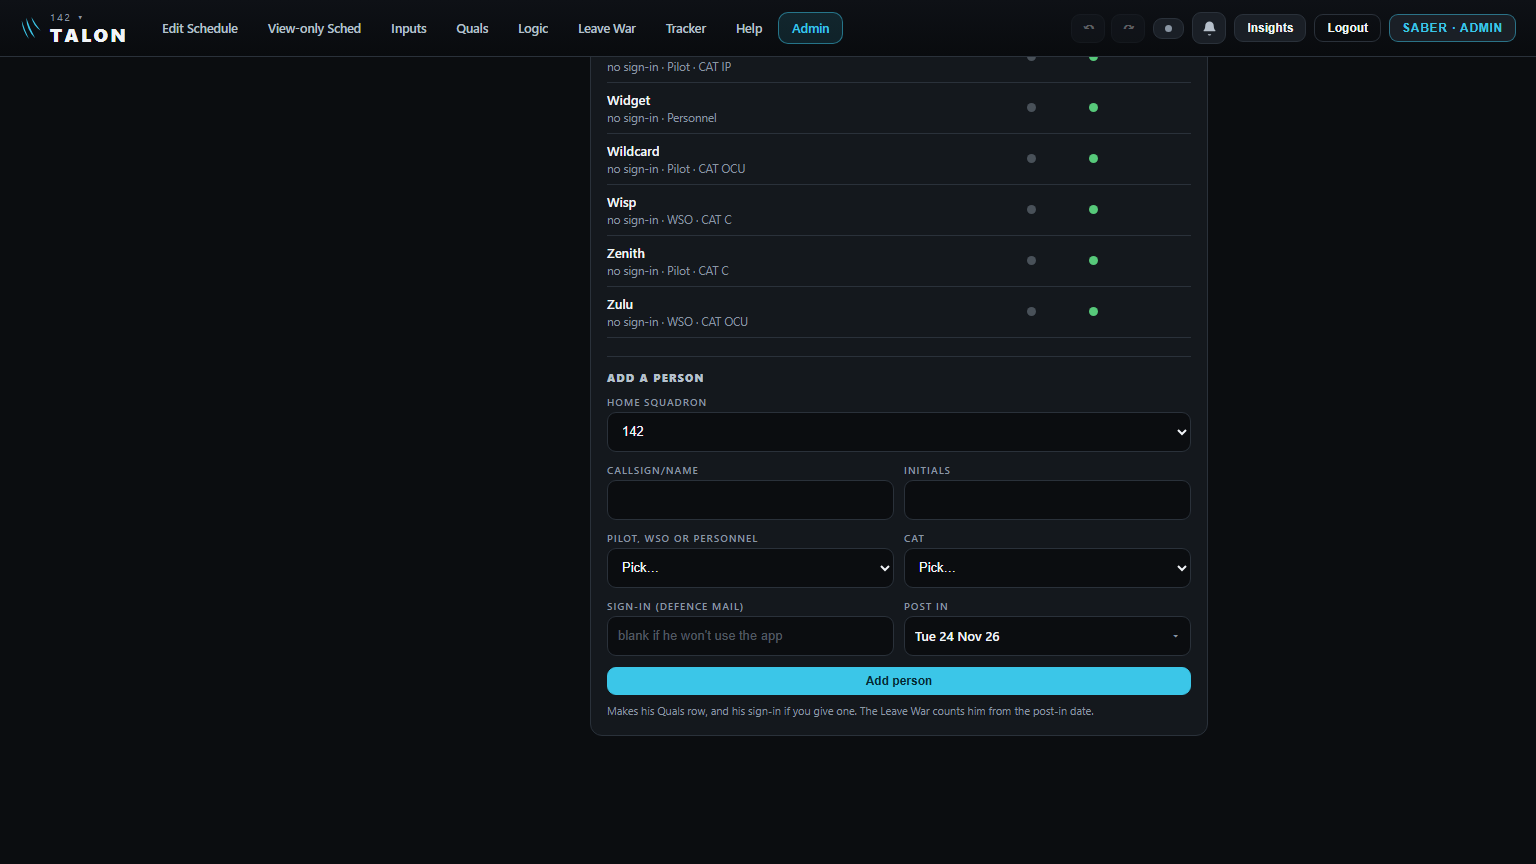 142 ▾
TALON
Edit Schedule
View-only Sched
Inputs
Quals
Logic
Leave War
Tracker
Help
Admin
Insights
Logout
SABER · ADMIN
no sign-in · Pilot · CAT IP
Widget
no sign-in · Personnel
Wildcard
no sign-in · Pilot · CAT OCU
Wisp
no sign-in · WSO · CAT C
Zenith
no sign-in · Pilot · CAT C
Zulu
no sign-in · WSO · CAT OCU
ADD A PERSON
HOME SQUADRON
142
CALLSIGN/NAME
INITIALS
PILOT, WSO OR PERSONNEL
CAT
Pick...
Pick...
SIGN-IN (DEFENCE MAIL)
POST IN
blank if he won't use the app
Tue 24 Nov 26
Add person
Makes his Quals row, and his sign-in if you give one. The Leave War counts him from the post-in date.